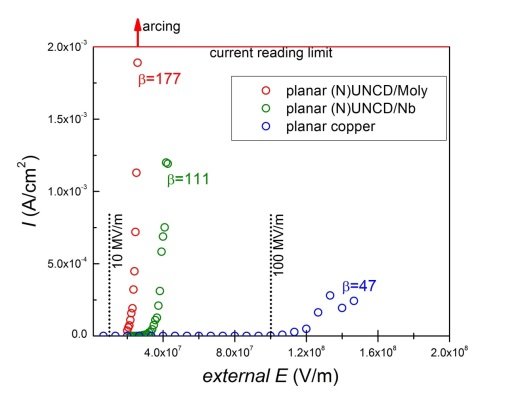 arcing
2.0x10⁻³
current reading limit
β=177
planar (N)UNCD/Moly
planar (N)UNCD/Nb
planar copper
1.5x10⁻³
β=111
1.0x10⁻³
I (A/cm²)
10 MV/m
100 MV/m
5.0x10⁻⁴
β=47
0.0
4.0x10⁷ 8.0x10⁷ 1.2x10⁸ 1.6x10⁸ 2.0x10⁸
external E (V/m)